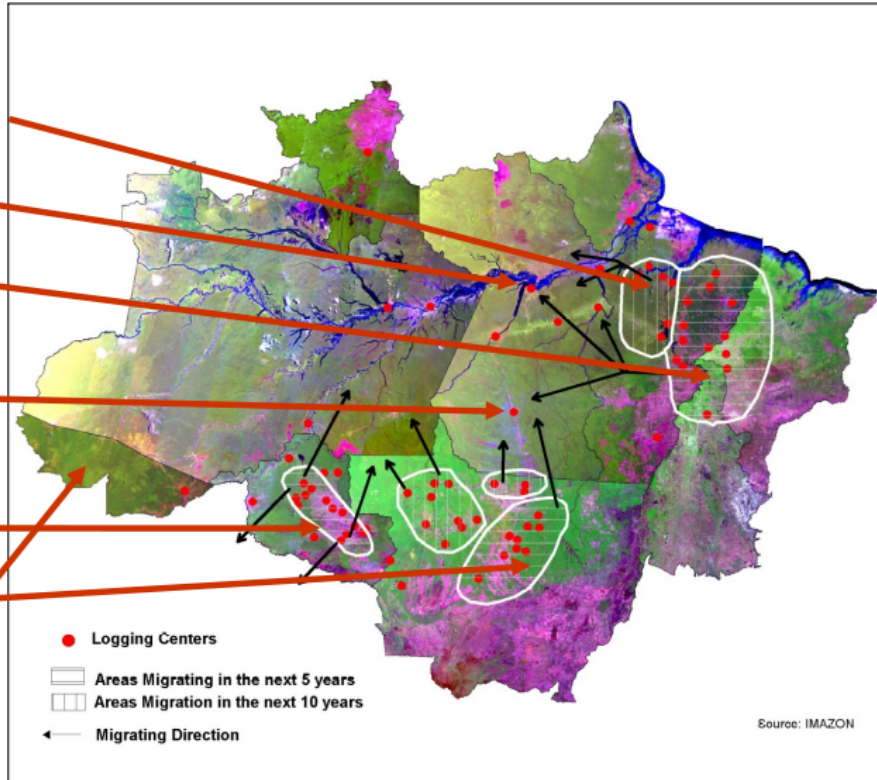 Logging Centers
Areas Migrating in the next 5 years
Areas Migration in the next 10 years
Migrating Direction
Source: IMAZON